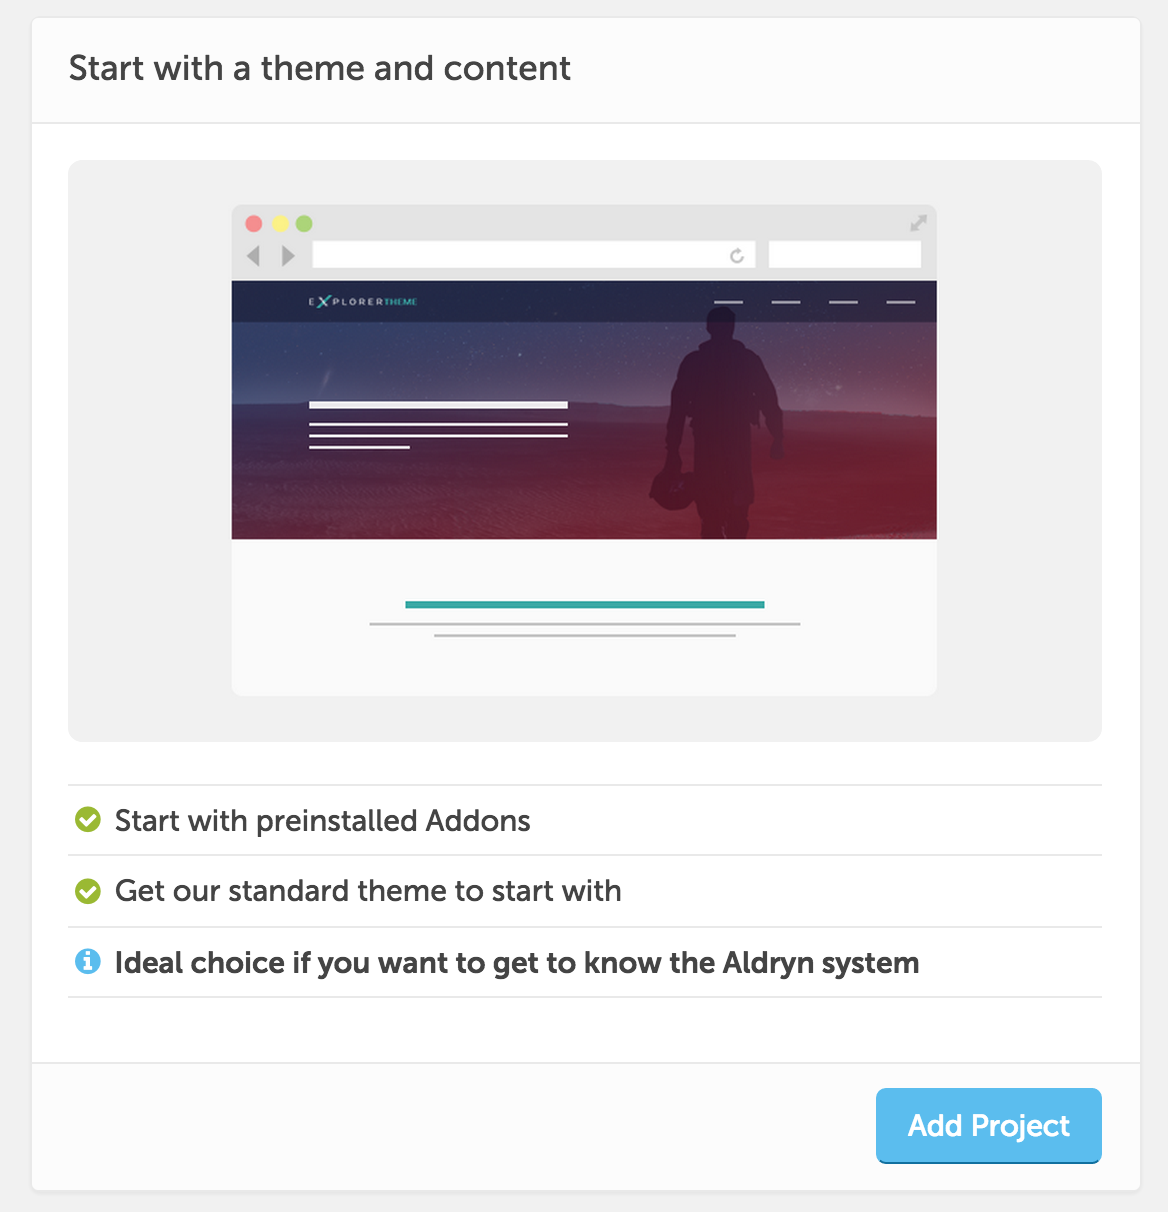 Start with a theme and content
EXPLORERTHEME
Start with preinstalled Addons
Get our standard theme to start with
Ideal choice if you want to get to know the Aldryn system
Add Project